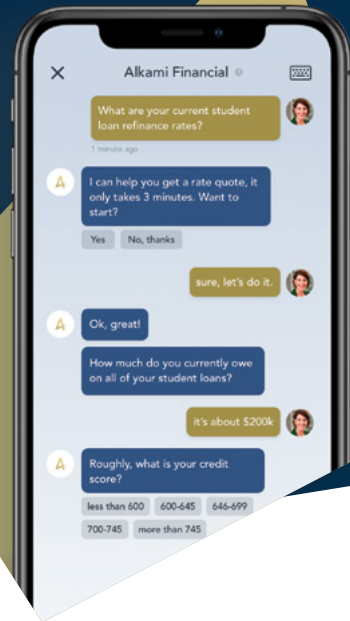 Alkami Financial
What are your current student
loan refinance rates?
1 minute ago
I can help you get a rate quote, it
only takes 3 minutes. Want to
start?
Yes No, thanks
sure, let's do it.
Ok, great!
How much do you currently owe
on all of your student loans?
it's about $200k
Roughly, what is your credit
score?
less than 600 600-645 646-699
700-745 more than 745